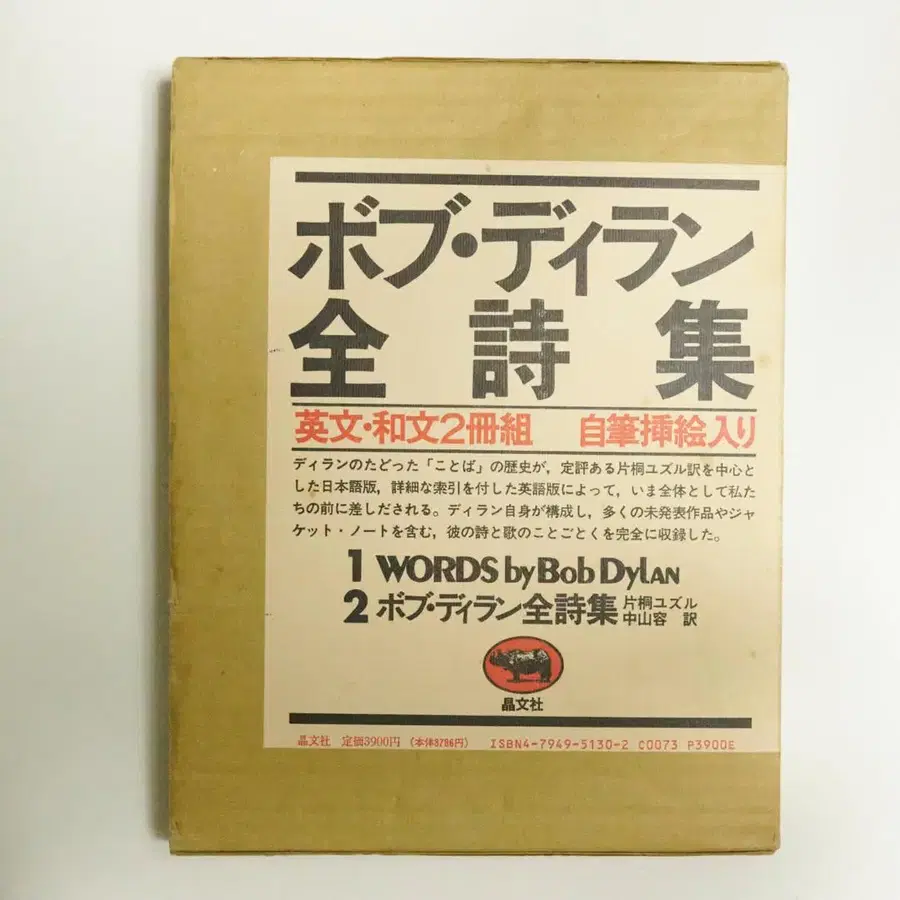 ボブ・ディラン
全詩集
英文・和文2冊組 自筆挿絵入り
ディランのたどった「ことば」の歴史が，定評ある片桐ユズル訳を中心と
した日本語版，詳細な索引を付した英語版によって，いま全体として私た
ちの前に差しだされる。ディラン自身が構成し，多くの未発表作品やジャ
ケット・ノートを含む，彼の詩と歌のことごとくを完全に収録した。
1 WORDS by Bob Dylan
2 ボブ・ディラン全詩集 片桐ユズル
中山容 訳
晶文社
晶文社 定価3900円 （本体3786円） ISBN4-7949-5130-2 C0073 P3900E